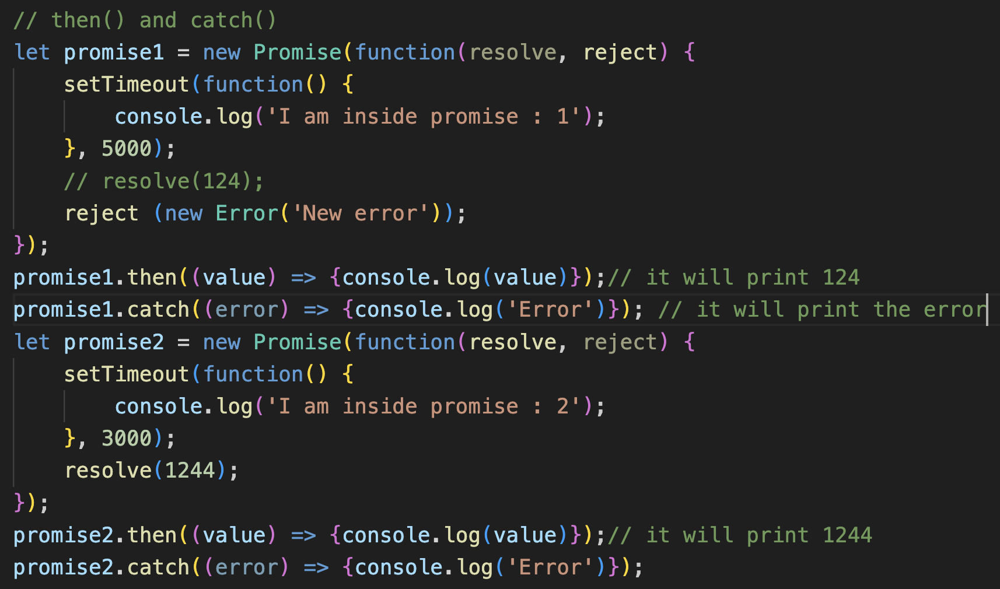 // then() and catch()
let promise1 = new Promise(function(resolve, reject) {
    setTimeout(function() {
        console.log('I am inside promise : 1');
    }, 5000);
    // resolve(124);
    reject (new Error('New error'));
});
promise1.then((value) => {console.log(value)});// it will print 124
promise1.catch((error) => {console.log('Error')}); // it will print the error
let promise2 = new Promise(function(resolve, reject) {
    setTimeout(function() {
        console.log('I am inside promise : 2');
    }, 3000);
    resolve(1244);
});
promise2.then((value) => {console.log(value)});// it will print 1244
promise2.catch((error) => {console.log('Error')});